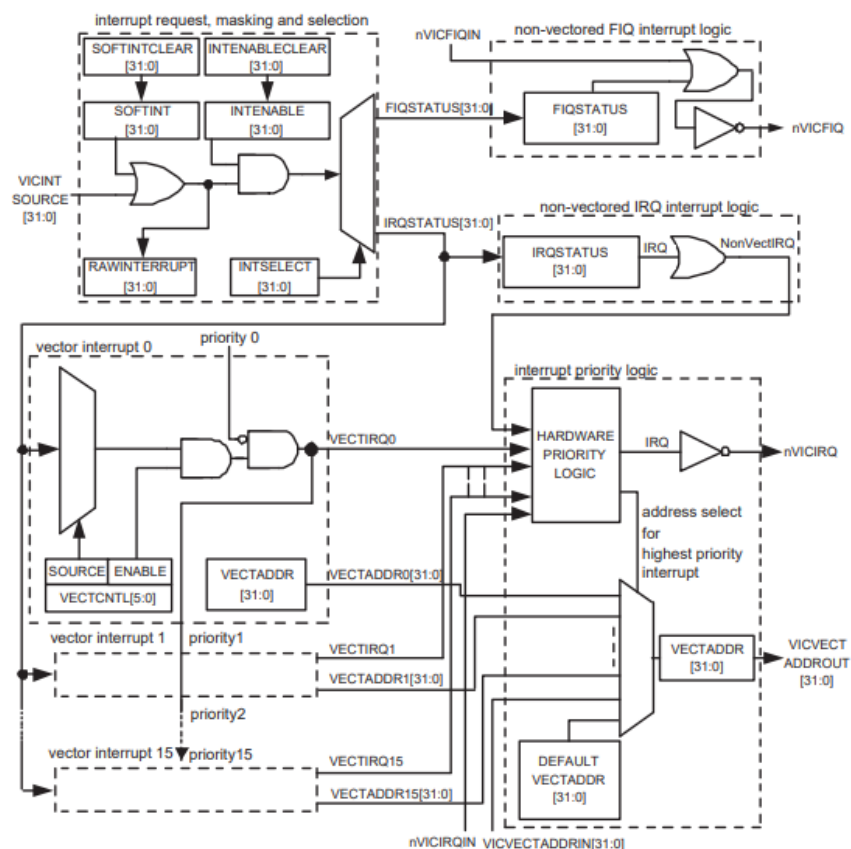 interrupt request, masking and selection
SOFTINTCLEAR
[31:0]
INTENABLECLEAR
[31:0]
SOFTINT
[31:0]
INTENABLE
[31:0]
VICINT
SOURCE
[31:0]
RAWINTERRUPT
[31:0]
INTSELECT
[31:0]
FIQSTATUS[31:0]
IRQSTATUS[31:0]
nVICFIQIN
non-vectored FIQ interrupt logic
FIQSTATUS
[31:0]
nVICFIQ
non-vectored IRQ interrupt logic
IRQSTATUS
[31:0]
IRQ
NonVectIRQ
priority 0
vector interrupt 0
VECTIRQ0
SOURCE
ENABLE
VECTCNTL[5:0]
VECTADDR
[31:0]
VECTADDR0[31:0]
interrupt priority logic
HARDWARE
PRIORITY
LOGIC
IRQ
nVICIRQ
address select
for
highest priority
interrupt
vector interrupt 1
priority1
VECTIRQ1
VECTADDR1[31:0]
VECTADDR
[31:0]
VICVECT
ADDROUT
[31:0]
priority2
vector interrupt 15
priority15
VECTIRQ15
VECTADDR15[31:0]
DEFAULT
VECTADDR
[31:0]
nVICIRQIN
VICVECTADDRIN[31:0]